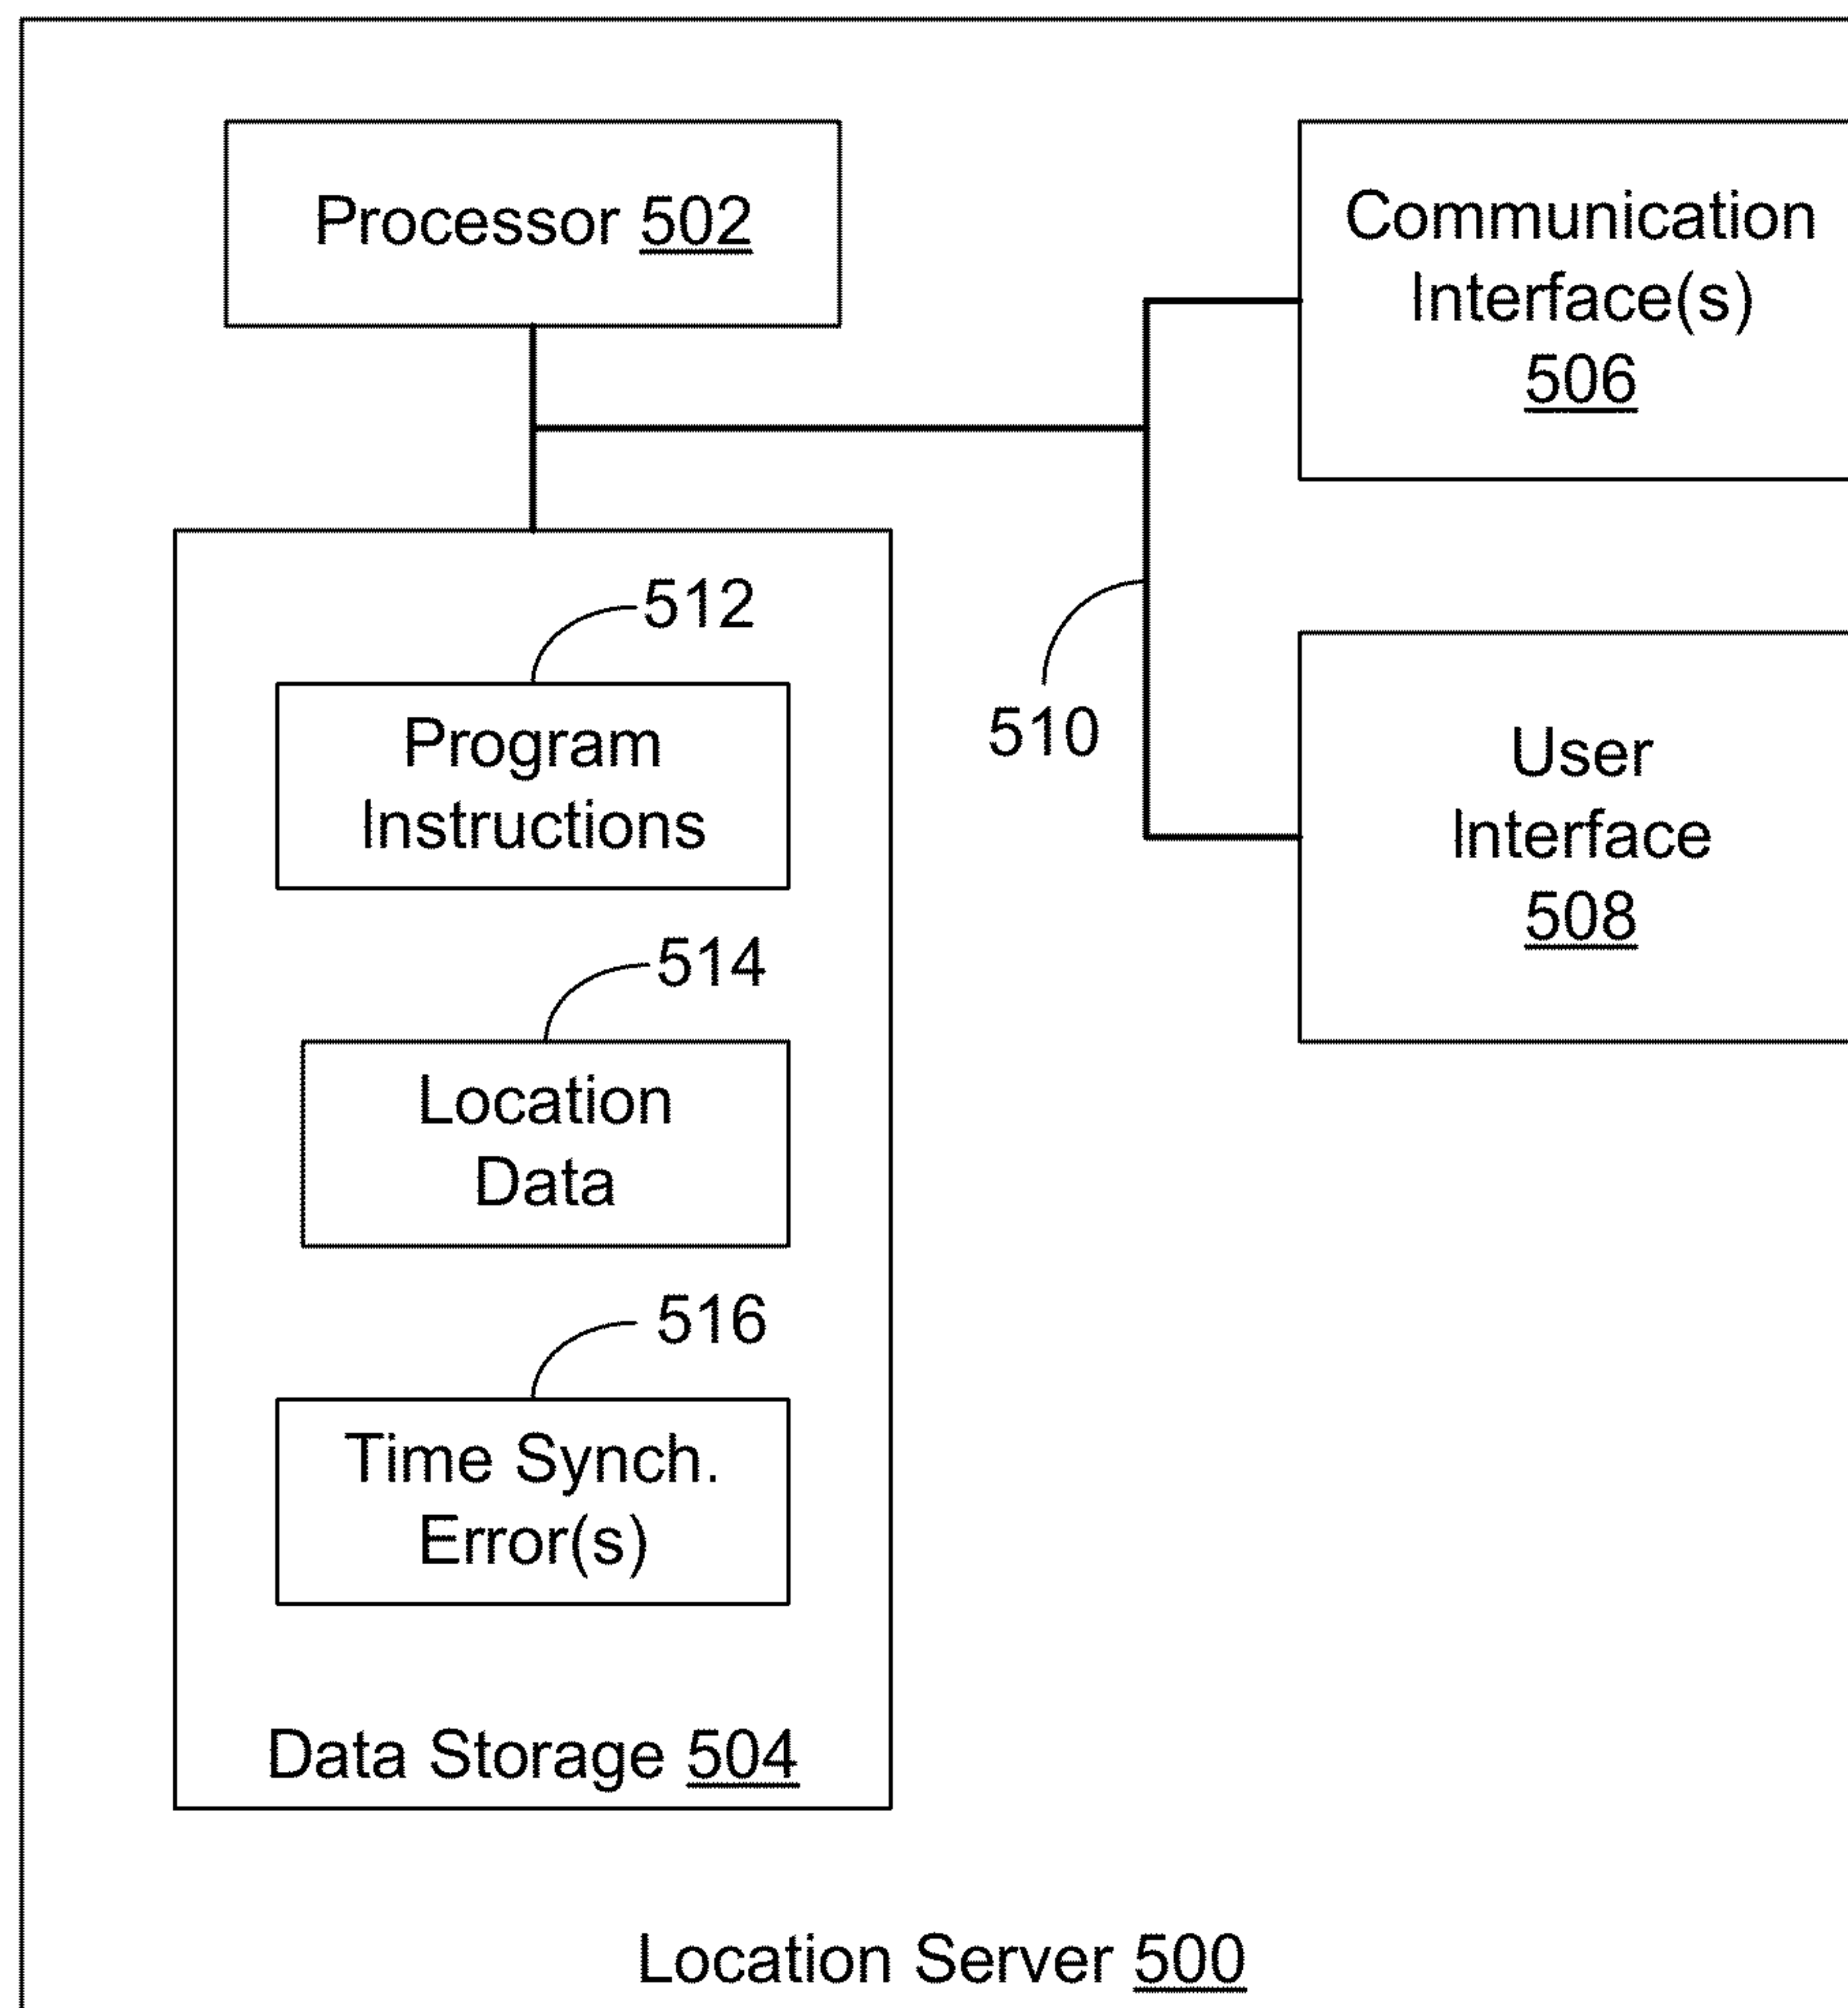 Processor 502
Communication
Interface(s)
506
512
Program
Instructions
510
User
Interface
508
514
Location
Data
516
Time Synch.
Error(s)
Data Storage 504
Location Server 500